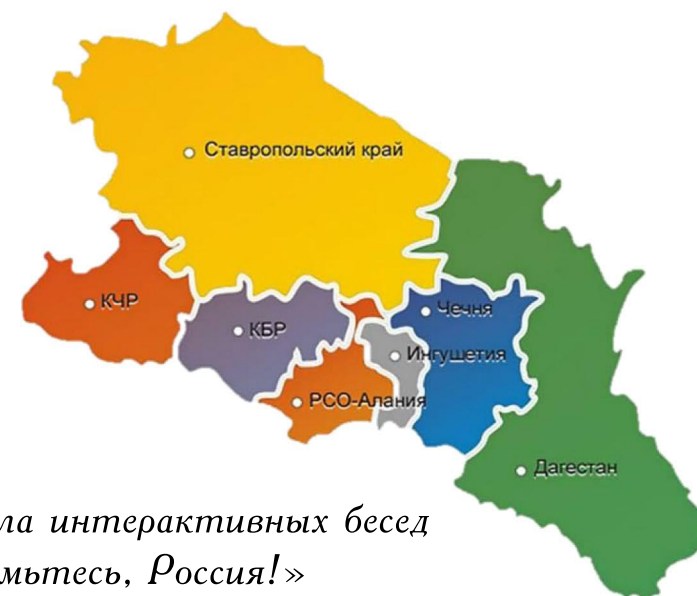 Ставропольский край
КЧР
КБР
Чечня
Ингушетия
РСО-Алания
Дагестан
интерактивных бесед
Россия!»